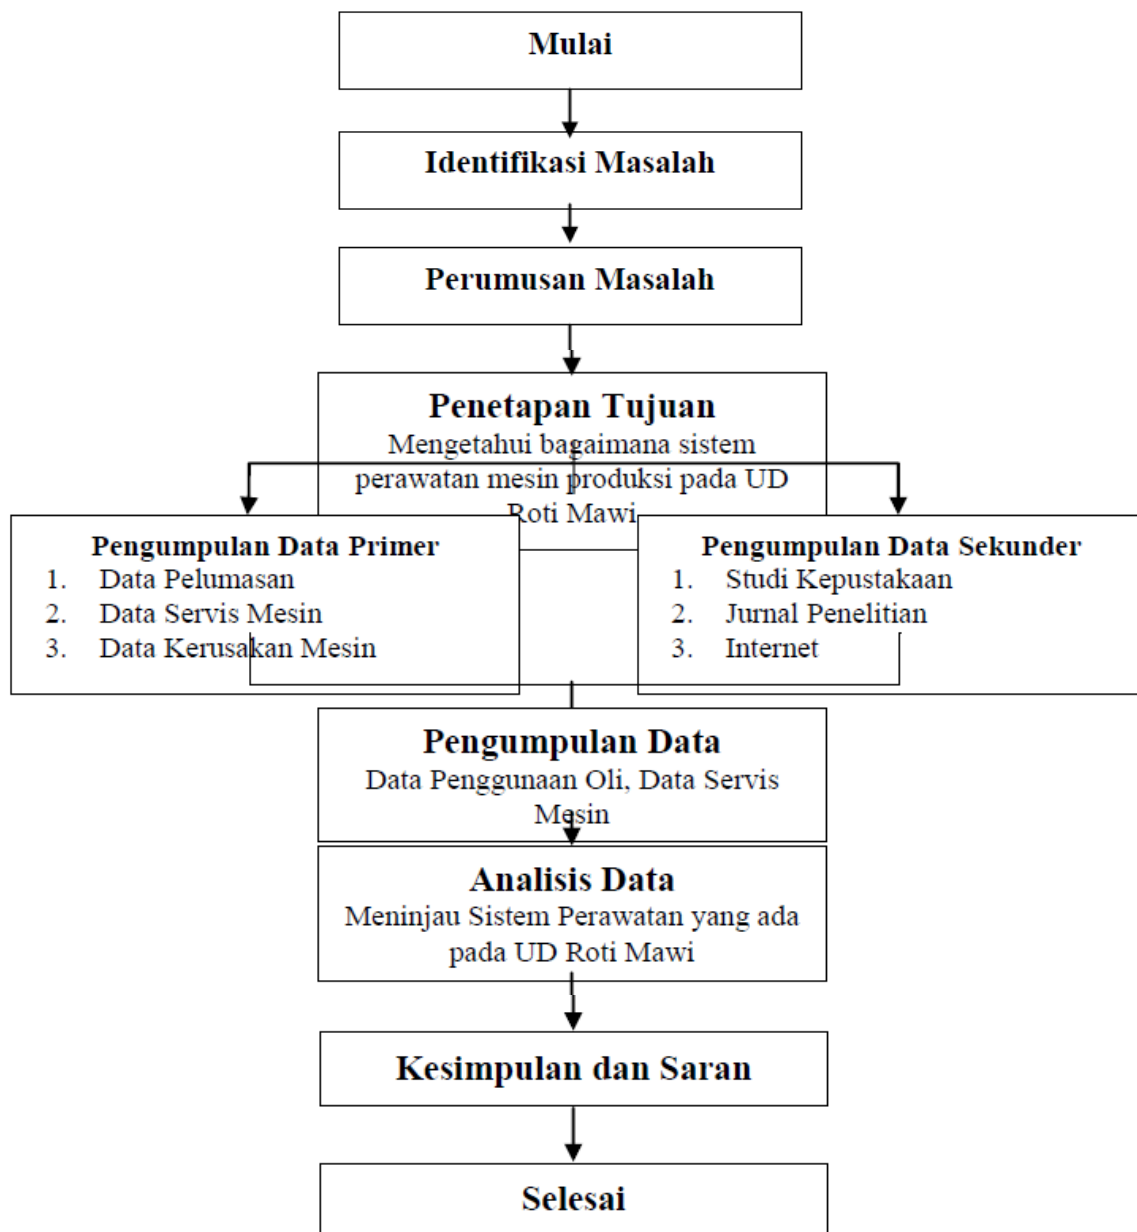 Mulai
Identifikasi Masalah
Perumusan Masalah
Penetapan Tujuan
Mengetahui bagaimana sistem
perawatan mesin produksi pada UD
Roti Mawi
Pengumpulan Data Primer
1. Data Pelumasan
2. Data Servis Mesin
3. Data Kerusakan Mesin
Pengumpulan Data Sekunder
1. Studi Kepustakaan
2. Jurnal Penelitian
3. Internet
Pengumpulan Data
Data Penggunaan Oli, Data Servis
Mesin
Analisis Data
Meninjau Sistem Perawatan yang ada
pada UD Roti Mawi
Kesimpulan dan Saran
Selesai